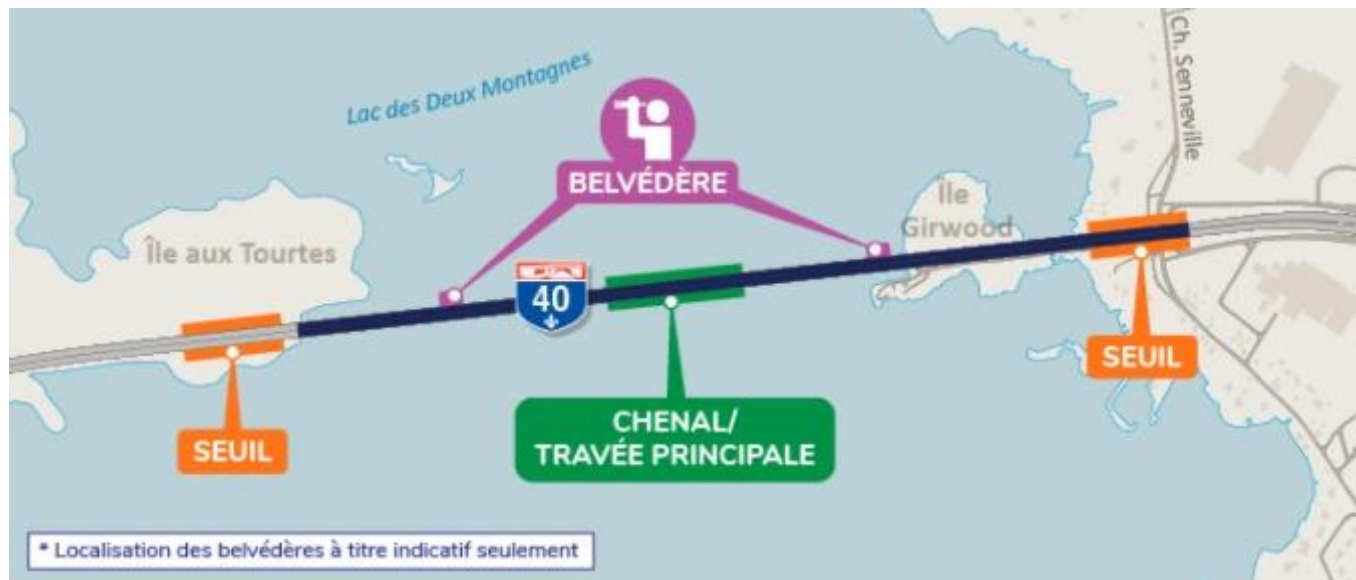 Ch. Senneville
Lac des Deux Montagnes
BELVÉDÈRE
Île
Girwood
Île aux Tourtes
40
SEUIL
CHENAL/
TRAVÉE PRINCIPALE
SEUIL
* Localisation des belvédères à titre indicatif seulement